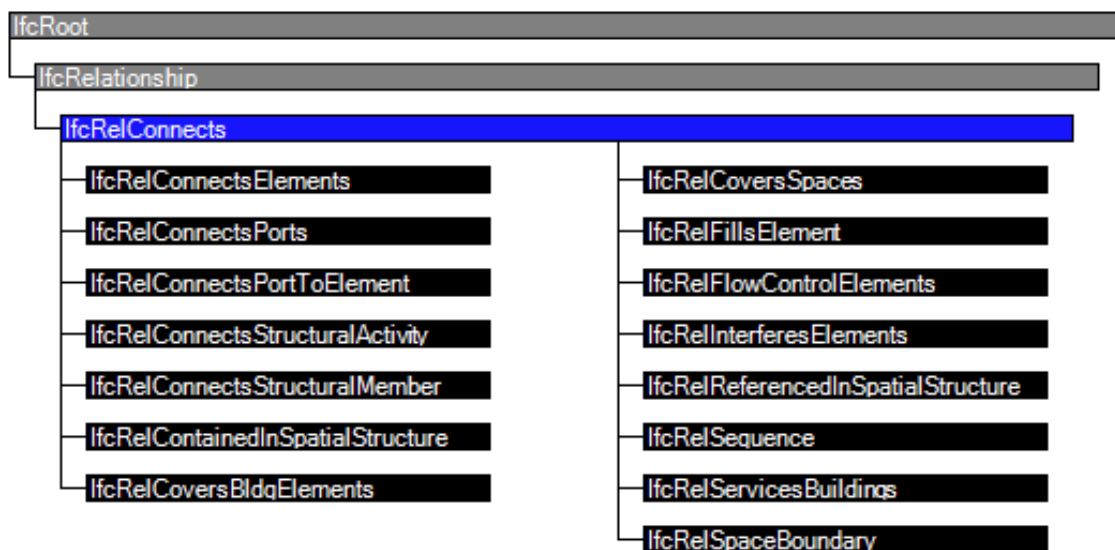 IfcRoot
IfcRelationship
IfcRelConnects
IfcRelConnectsElements
IfcRelConnectsPorts
IfcRelConnectsPortToElement
IfcRelConnectsStructuralActivity
IfcRelConnectsStructuralMember
IfcRelContainedInSpatialStructure
IfcRelCoversBldgElements
IfcRelCoversSpaces
IfcRelFillsElement
IfcRelFlowControlElements
IfcRelInterferesElements
IfcRelReferencedInSpatialStructure
IfcRelSequence
IfcRelServicesBuildings
IfcRelSpaceBoundary